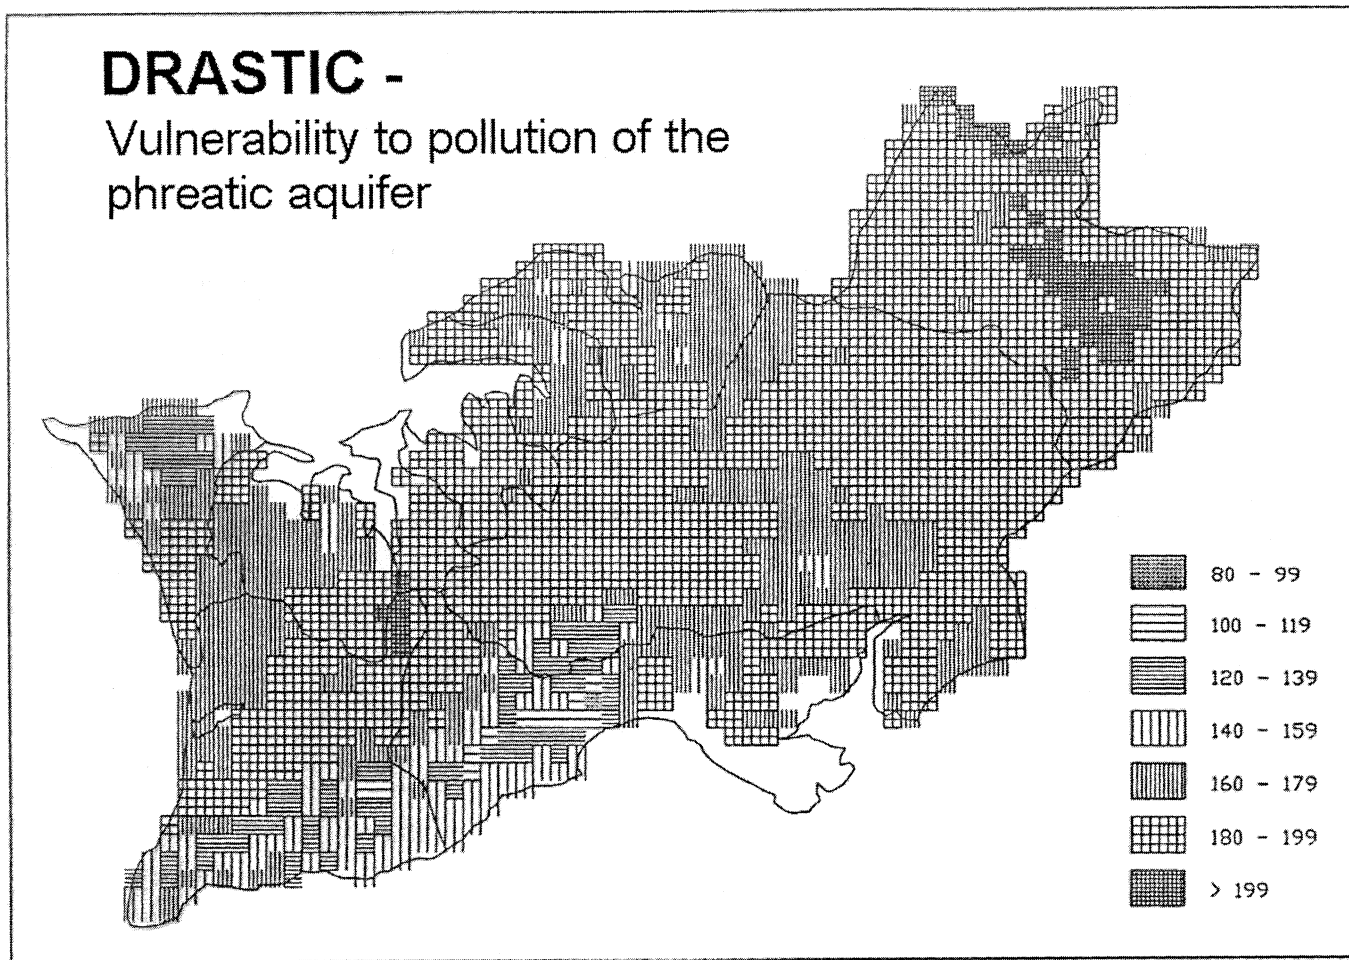 DRASTIC -
Vulnerability to pollution of the
phreatic aquifer
80 - 99
100 - 119
120 - 139
140 - 159
160 - 179
180 - 199
> 199